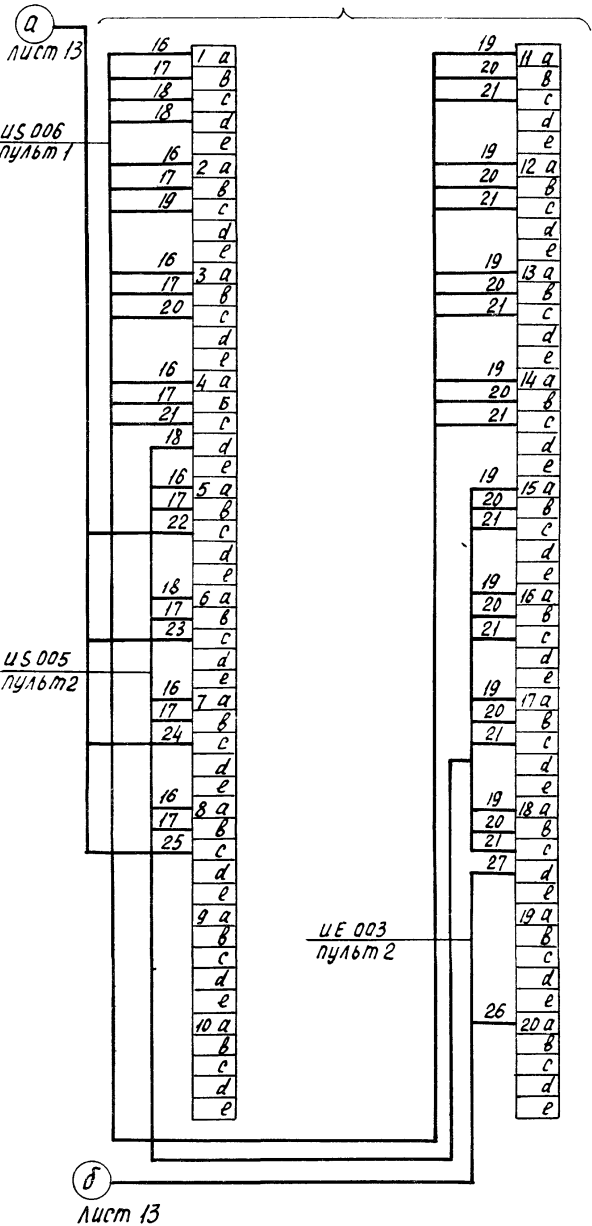 а
лист 13
US 006
пульт 1
16 1 a
17 в
18 c
18 d
e
16 2 a
17 в
19 c
d
e
16 3 a
17 в
20 c
d
e
16 4 a
17 Б
21 c
18 d
e
16 5 a
17 в
22 c
d
e
18 6 a
17 в
23 c
d
e
US 005
пульт2
16 7 a
17 в
24 c
d
e
16 8 a
17 в
25 c
d
e
9 a
в
c
d
e
10 a
в
c
d
e
19 11 a
20 в
21 c
d
e
19 12 a
20 в
21 c
d
e
19 13 a
20 в
21 c
d
e
19 14 a
20 в
21 c
d
e
19 15 a
20 в
21 c
d
e
19 16 a
20 в
21 c
d
e
19 17 a
20 в
21 c
d
e
19 18 a
20 в
21 c
27 d
e
UE 003
пульт 2
19 a
в
c
d
e
26 20 a
в
c
d
e
б
лист 13